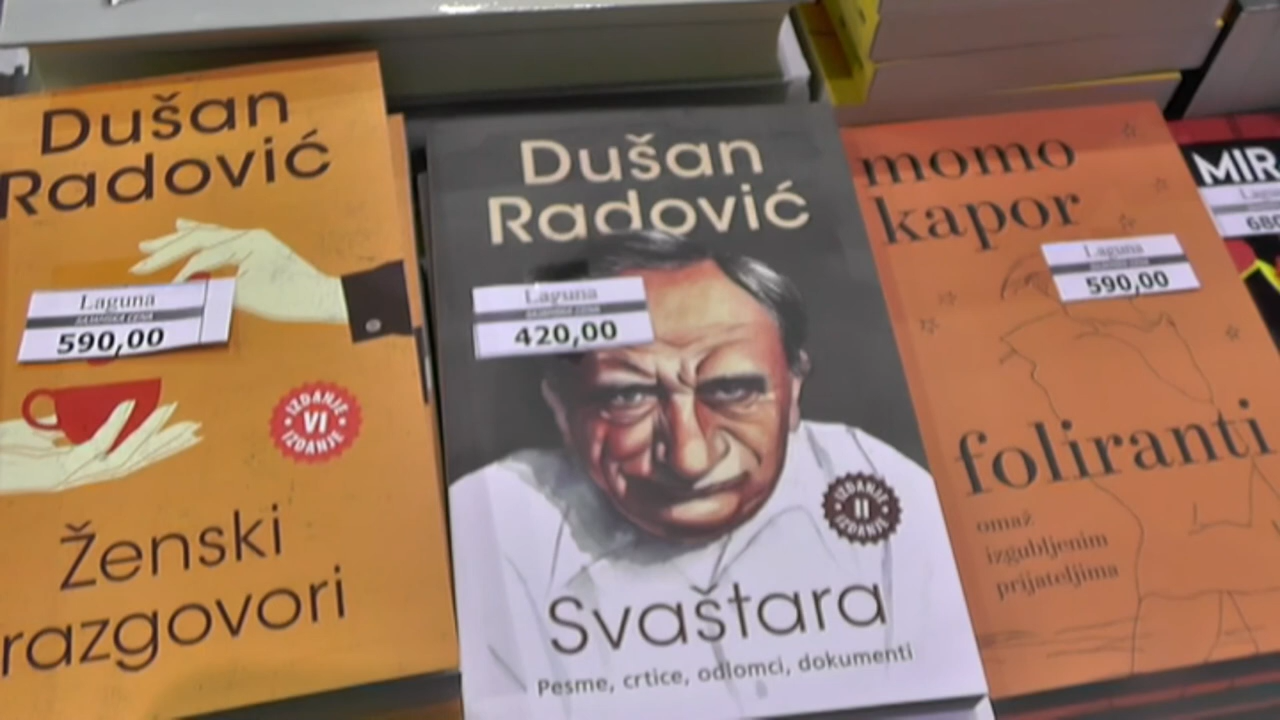 Dušan
Radović
Laguna
590,00
IZDANJE
VI
IZDANJE
Ženski
razgovori
Dušan
Radović
Laguna
420,00
IZDANJE
II
IZDANJE
Svaštara
Pesme, crtice, odlomci, dokumenti
momo
kapor
Laguna
590,00
foliranti
omaž
izgubljenim
prijateljima
MIR